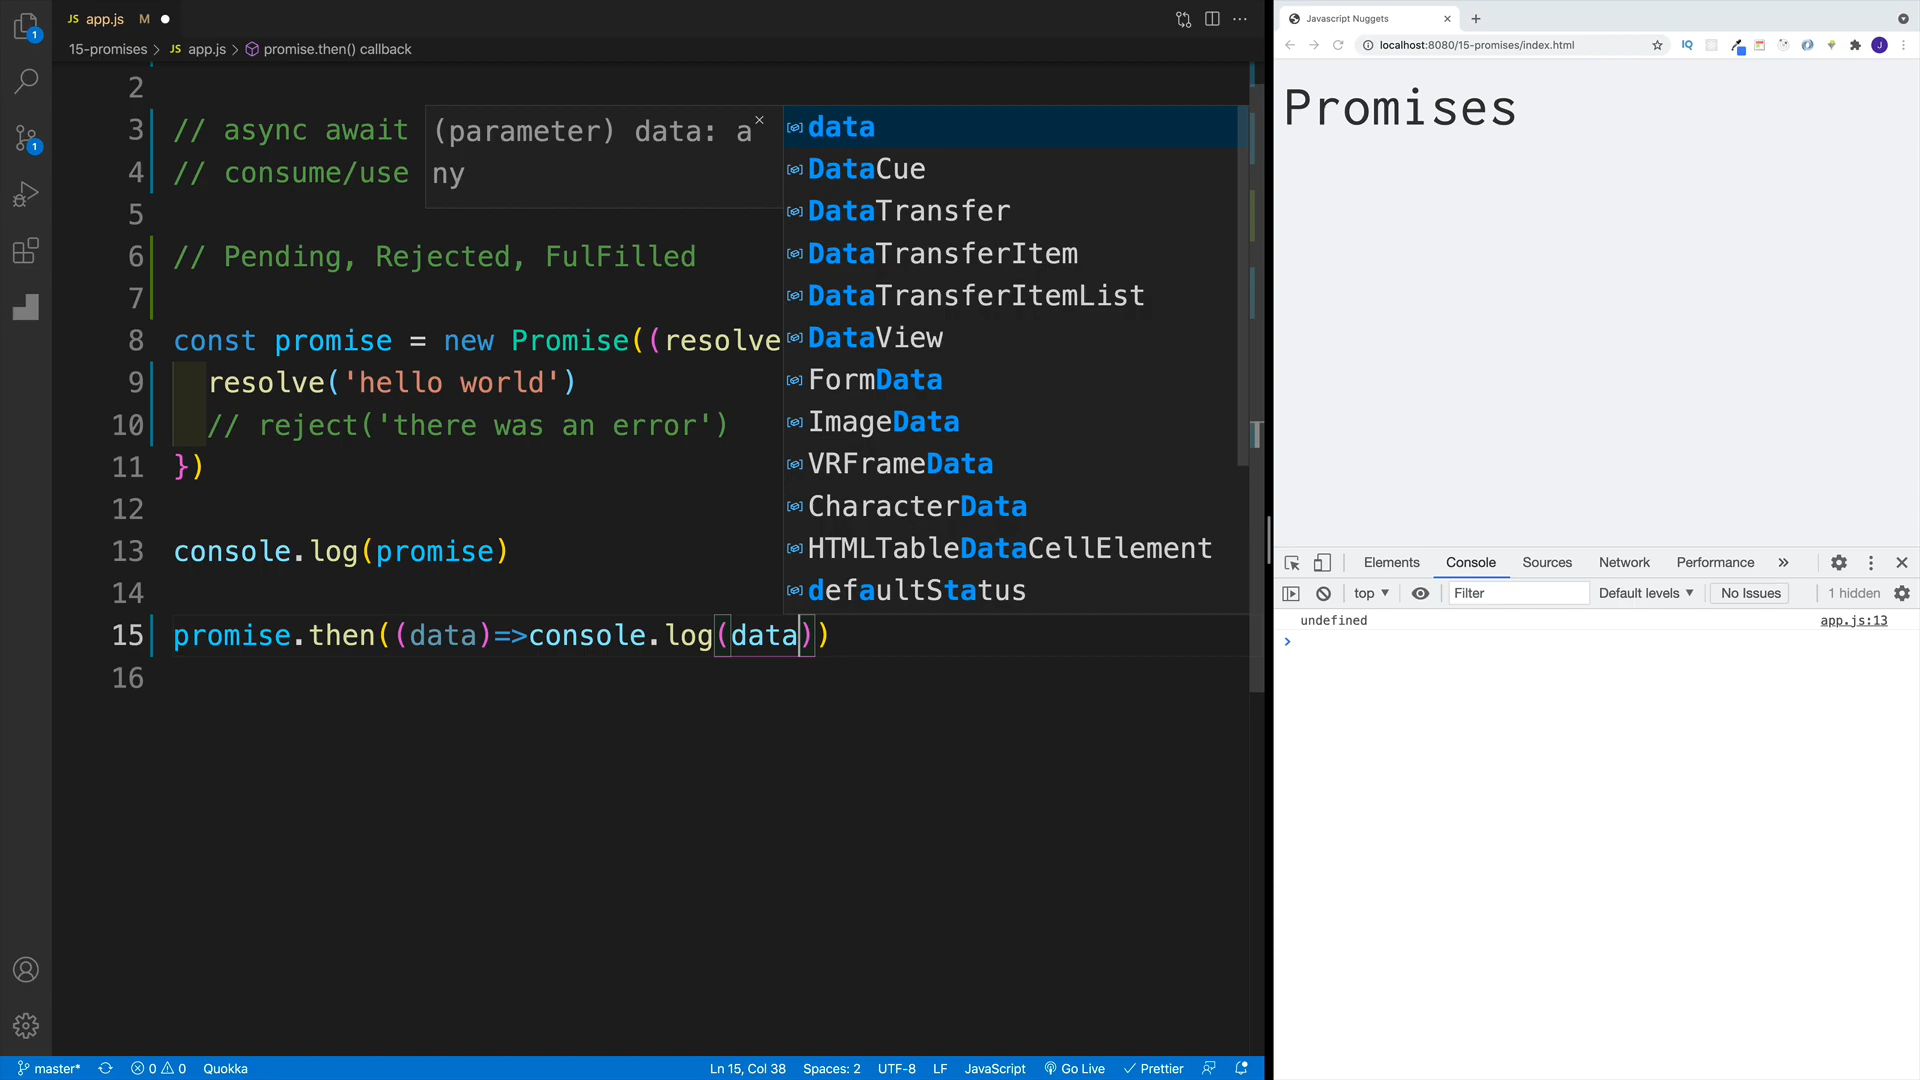 JS app.js M
15-promises > JS app.js > promise.then() callback
2
3 // async await
4 // consume/use
5
6 // Pending, Rejected, FulFilled
7
8 const promise = new Promise((resolve
9 resolve('hello world')
10 // reject('there was an error')
11 })
12
13 console.log(promise)
14
15 promise.then((data)=>console.log(data))
16
(parameter) data: a
ny
data
DataCue
DataTransfer
DataTransferItem
DataTransferItemList
DataView
FormData
ImageData
VRFrameData
CharacterData
HTMLTableDataCellElement
defaultStatus
1
1
master* 0 0 Quokka Ln 15, Col 38 Spaces: 2 UTF-8 LF JavaScript Go Live Prettier
Javascript Nuggets
localhost:8080/15-promises/index.html IQ J
Promises
Elements Console Sources Network Performance
top Filter Default levels No Issues 1 hidden
undefined app.js:13